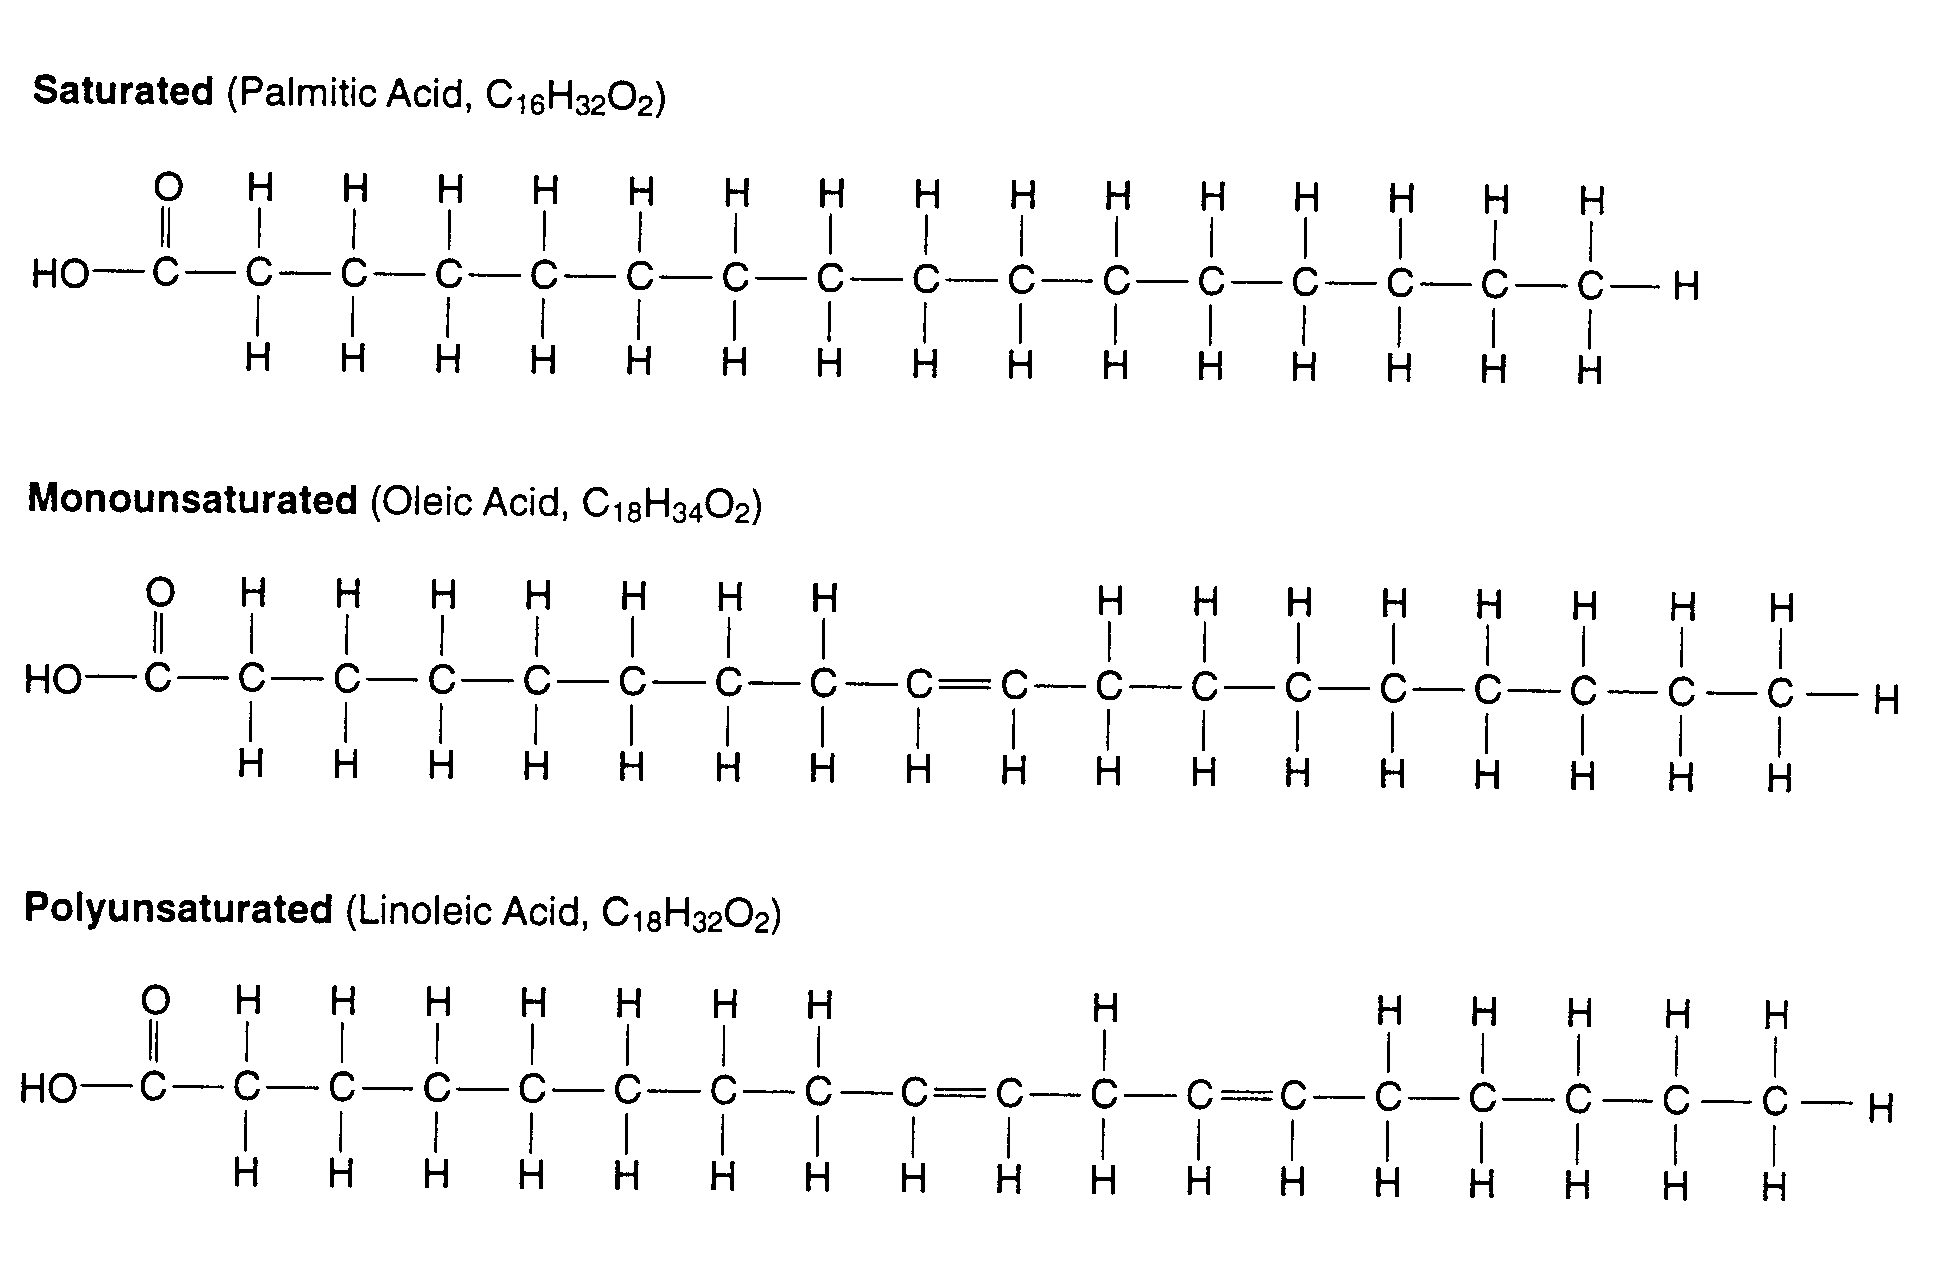 Saturated (Palmitic Acid, C₁₆H₃₂O₂)
O H H H H H H H H H H H H H H H
HO C C C C C C C C C C C C C C C C H
H H H H H H H H H H H H H H H
Monounsaturated (Oleic Acid, C₁₈H₃₄O₂)
O H H H H H H H H H H H H H H H
HO C C C C C C C C C C C C C C C C C C H
H H H H H H H H H H H H H H H H H
Polyunsaturated (Linoleic Acid, C₁₈H₃₂O₂)
O H H H H H H H H H H H H H
HO C C C C C C C C C C C C C C C C C C H
H H H H H H H H H H H H H H H H H